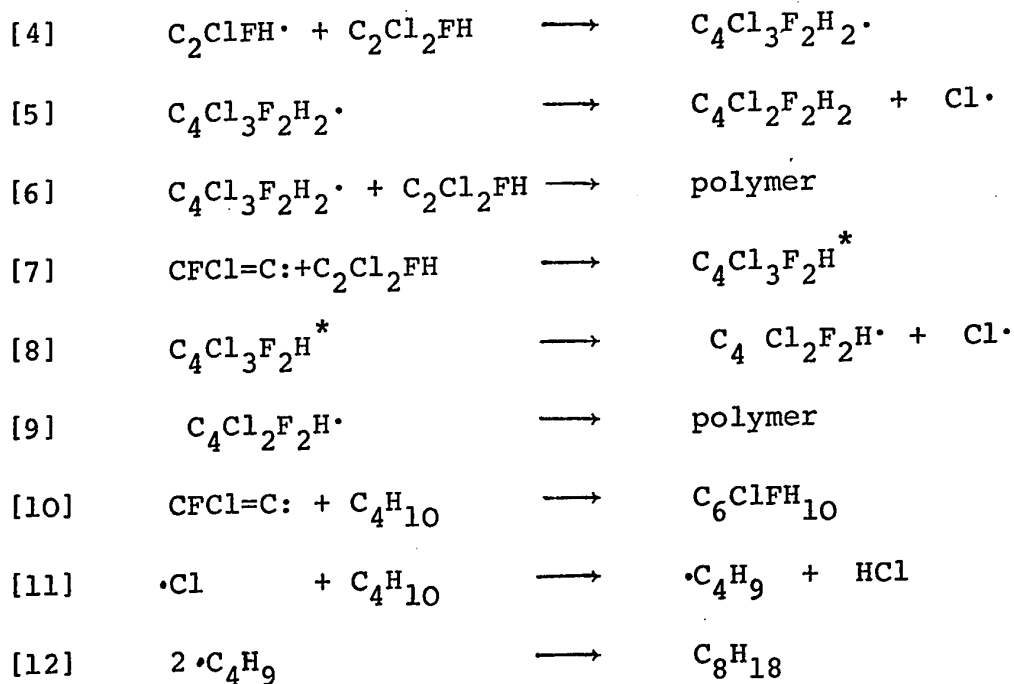 [4] C₂ClFH· + C₂Cl₂FH ⟶ C₄Cl₃F₂H₂·
[5] C₄Cl₃F₂H₂· ⟶ C₄Cl₂F₂H₂ + Cl·
[6] C₄Cl₃F₂H₂· + C₂Cl₂FH ⟶ polymer
[7] CFCl=C:+C₂Cl₂FH ⟶ C₄Cl₃F₂H*
[8] C₄Cl₃F₂H* ⟶ C₄ Cl₂F₂H· + Cl·
[9] C₄Cl₂F₂H· ⟶ polymer
[10] CFCl=C: + C₄H₁₀ ⟶ C₆ClFH₁₀
[11] ·Cl + C₄H₁₀ ⟶ ·C₄H₉ + HCl
[12] 2 ·C₄H₉ ⟶ C₈H₁₈